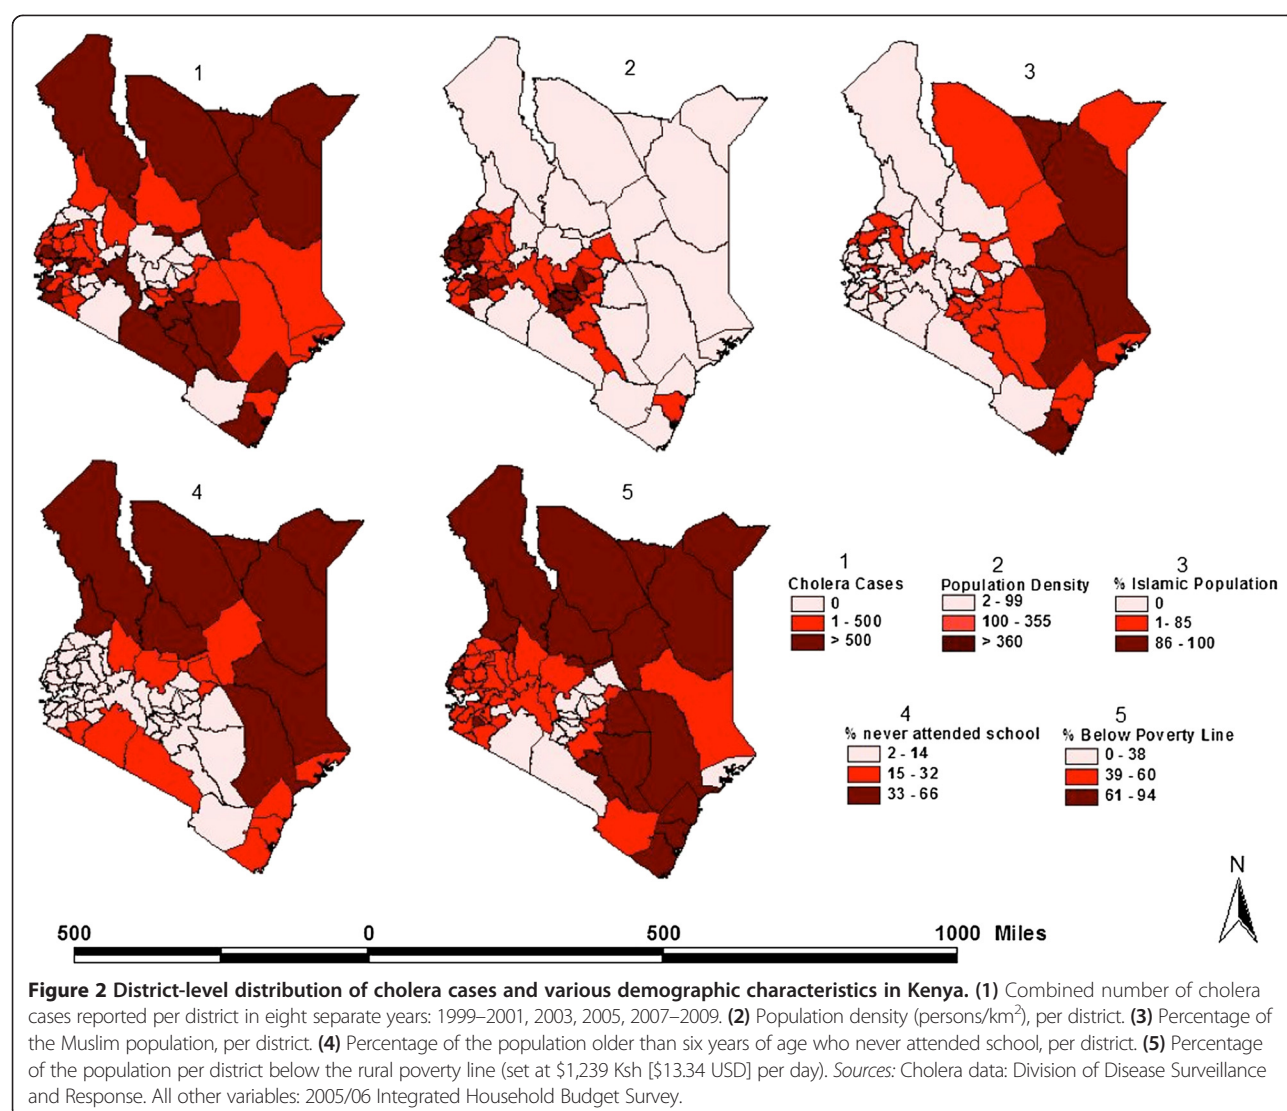 1
2
3
4
5
1
Cholera Cases
0
1 - 500
> 500
2
Population Density
2 - 99
100 - 355
> 360
3
% Islamic Population
0
1- 85
86 - 100
4
% never attended school
2 - 14
15 - 32
33 - 66
5
% Below Poverty Line
0 - 38
39 - 60
61 - 94
N
500 0 500 1000 Miles
Figure 2 District-level distribution of cholera cases and various demographic characteristics in Kenya. (1) Combined number of cholera
cases reported per district in eight separate years: 1999–2001, 2003, 2005, 2007–2009. (2) Population density (persons/km²), per district. (3) Percentage of
the Muslim population, per district. (4) Percentage of the population older than six years of age who never attended school, per district. (5) Percentage
of the population per district below the rural poverty line (set at $1,239 Ksh [$13.34 USD] per day). Sources: Cholera data: Division of Disease Surveillance
and Response. All other variables: 2005/06 Integrated Household Budget Survey.